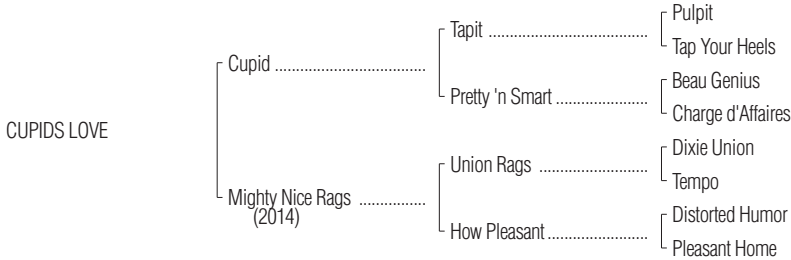 Pulpit
Tapit ........................................
Tap Your Heels
Cupid ......................................
Beau Genius
Pretty 'n Smart .......................
Charge d'Affaires
CUPIDS LOVE
Dixie Union
Union Rags ...........................
Tempo
Mighty Nice Rags .................
(2014)
Distorted Humor
How Pleasant .........................
Pleasant Home